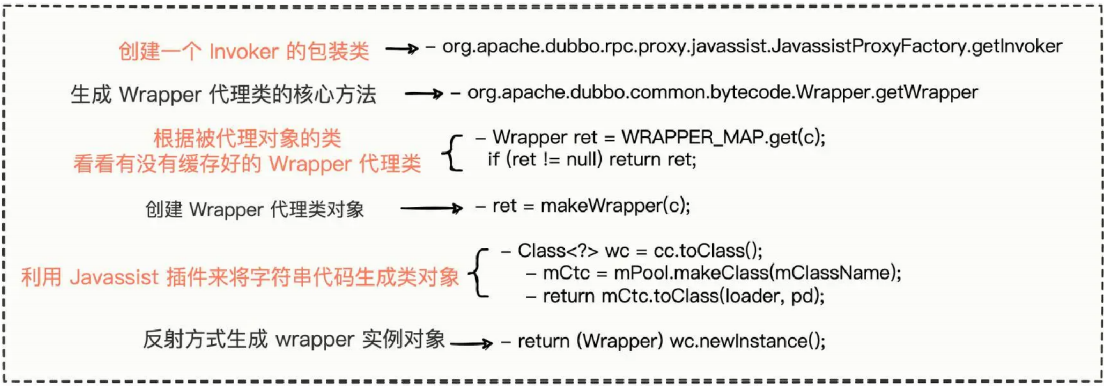 创建一个 Invoker 的包装类 – org.apache.dubbo.rpc.proxy.javassist.JavassistProxyFactory.getInvoker
生成 Wrapper 代理类的核心方法 – org.apache.dubbo.common.bytecode.Wrapper.getWrapper
根据被代理对象的类
看看有没有缓存好的 Wrapper 代理类
– Wrapper ret = WRAPPER_MAP.get(c);
if (ret != null) return ret;
创建 Wrapper 代理类对象 – ret = makeWrapper(c);
利用 Javassist 插件来将字符串代码生成类对象
– Class<?> wc = cc.toClass();
– mCtc = mPool.makeClass(mClassName);
– return mCtc.toClass(loader, pd);
反射方式生成 wrapper 实例对象 – return (Wrapper) wc.newInstance();